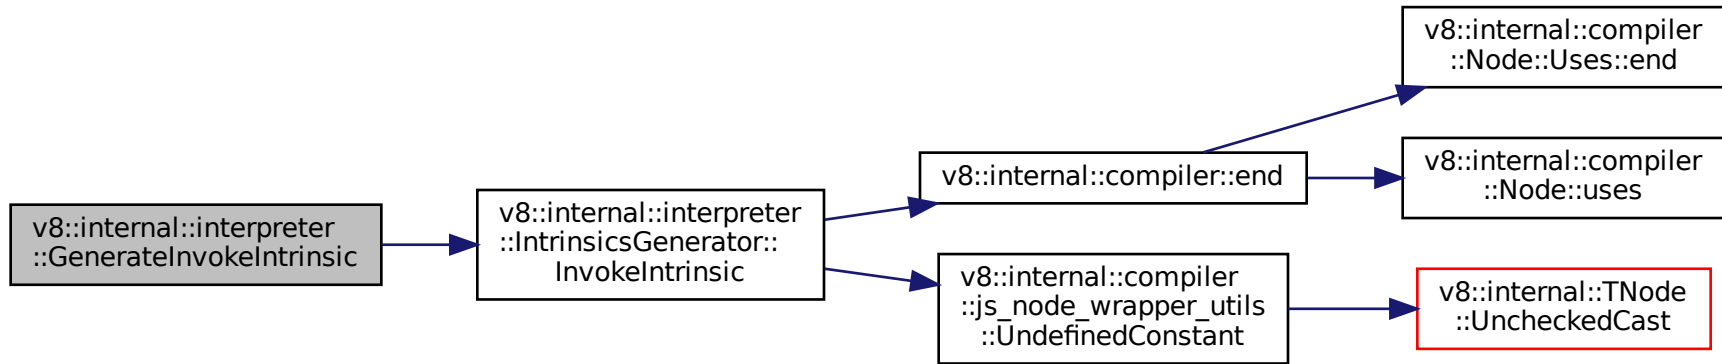 v8::internal::interpreter
::GenerateInvokeIntrinsic
v8::internal::interpreter
::IntrinsicsGenerator::
InvokeIntrinsic
v8::internal::compiler::end
v8::internal::compiler
::Node::Uses::end
v8::internal::compiler
::Node::uses
v8::internal::compiler
::js_node_wrapper_utils
::UndefinedConstant
v8::internal::TNode
::UncheckedCast